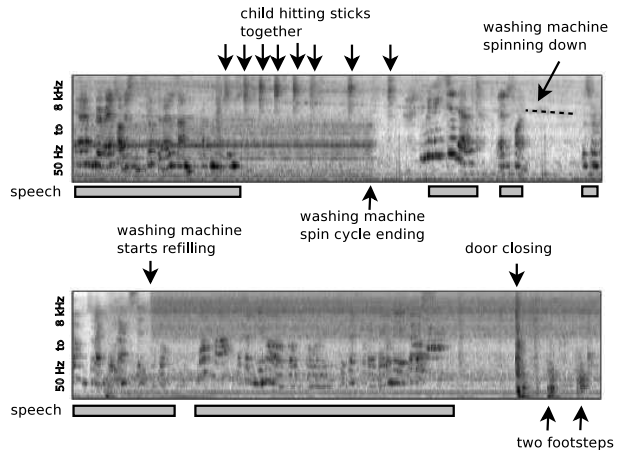 child hitting sticks
together
washing machine
spinning down
50 Hz to 8 kHz
speech
washing machine
spin cycle ending
washing machine
starts refilling
door closing
50 Hz to 8 kHz
speech
two footsteps